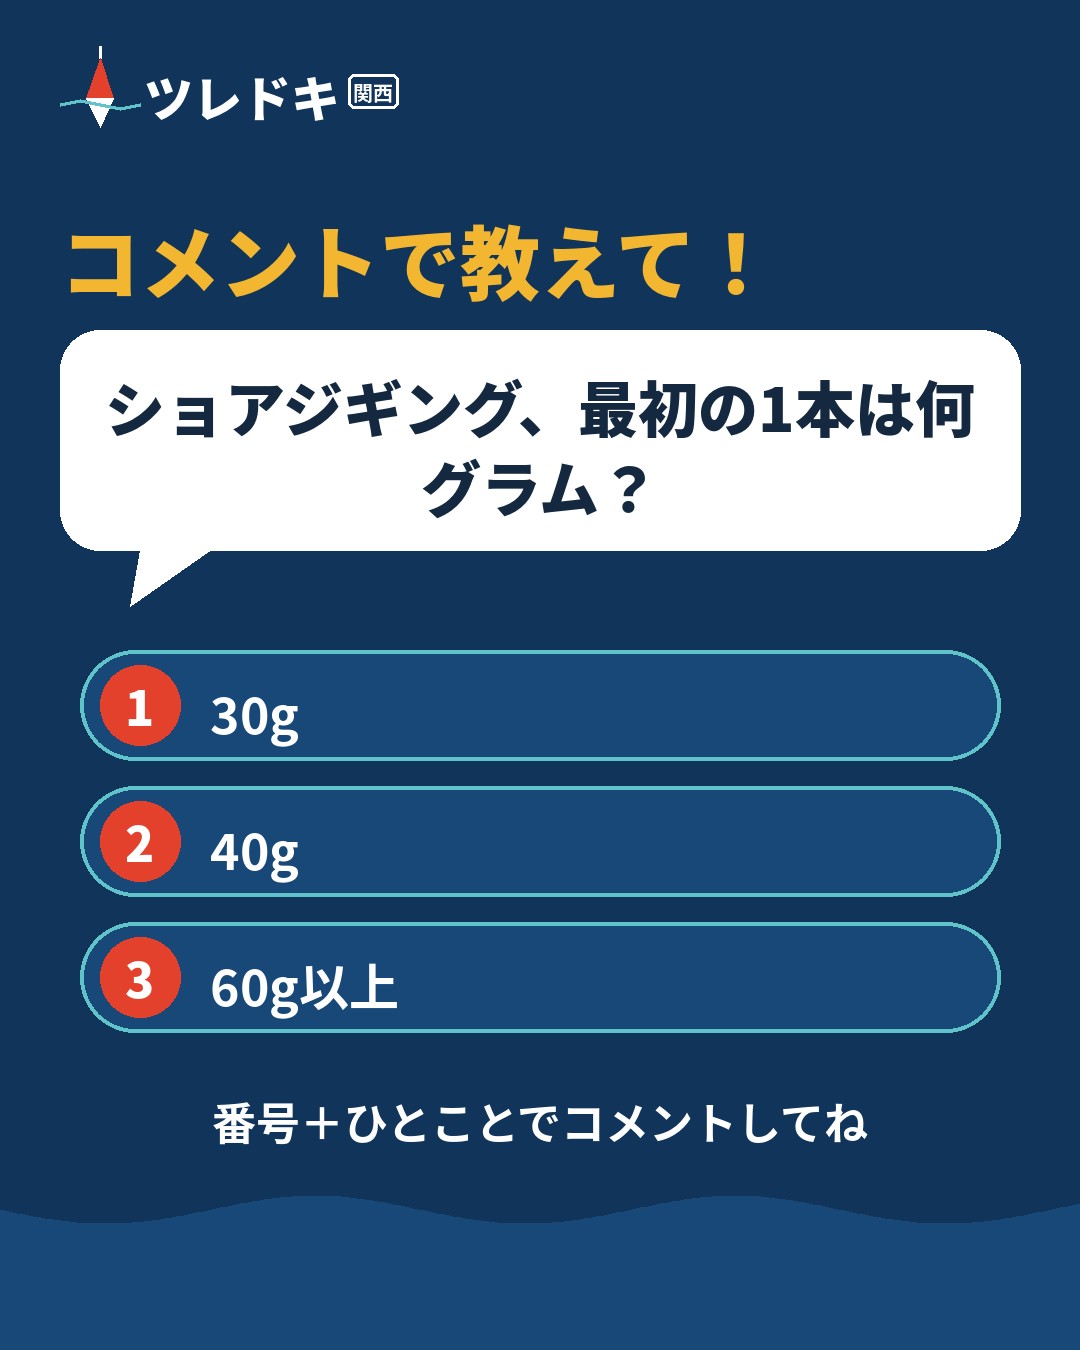 ツレドキ 関西
コメントで教えて！
ショアジギング、最初の1本は何
グラム？
1 30g
2 40g
3 60g以上
番号＋ひとことでコメントしてね